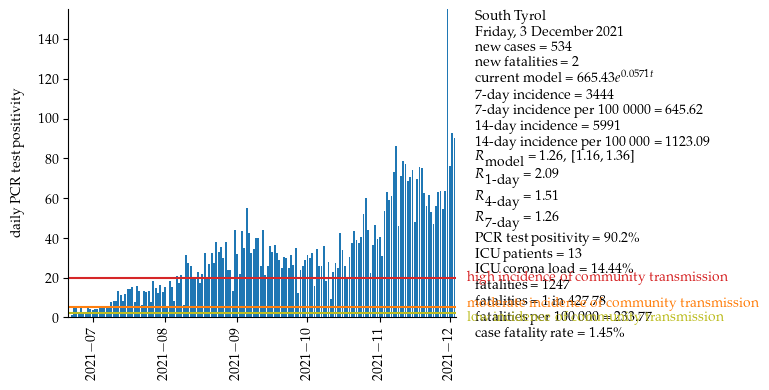 South Tyrol
Friday, 3 December 2021
new cases = 534
new fatalities = 2
current model = 665.43e^0.0571t
7-day incidence = 3444
7-day incidence per 100 0000 = 645.62
14-day incidence = 5991
14-day incidence per 100 000 = 1123.09
R_model = 1.26, [1.16, 1.36]
R_1-day = 2.09
R_4-day = 1.51
R_7-day = 1.26
PCR test positivity = 90.2%
ICU patients = 13
ICU corona load = 14.44%
high incidence of community transmission
fatalities = 1247
fatalities = 1 in 427.78
moderate incidence of community transmission
fatalities per 100 000 = 233.77
low incidence of community transmission
case fatality rate = 1.45%
daily PCR test positivity
140
120
100
80
60
40
20
0
2021-07
2021-08
2021-09
2021-10
2021-11
2021-12